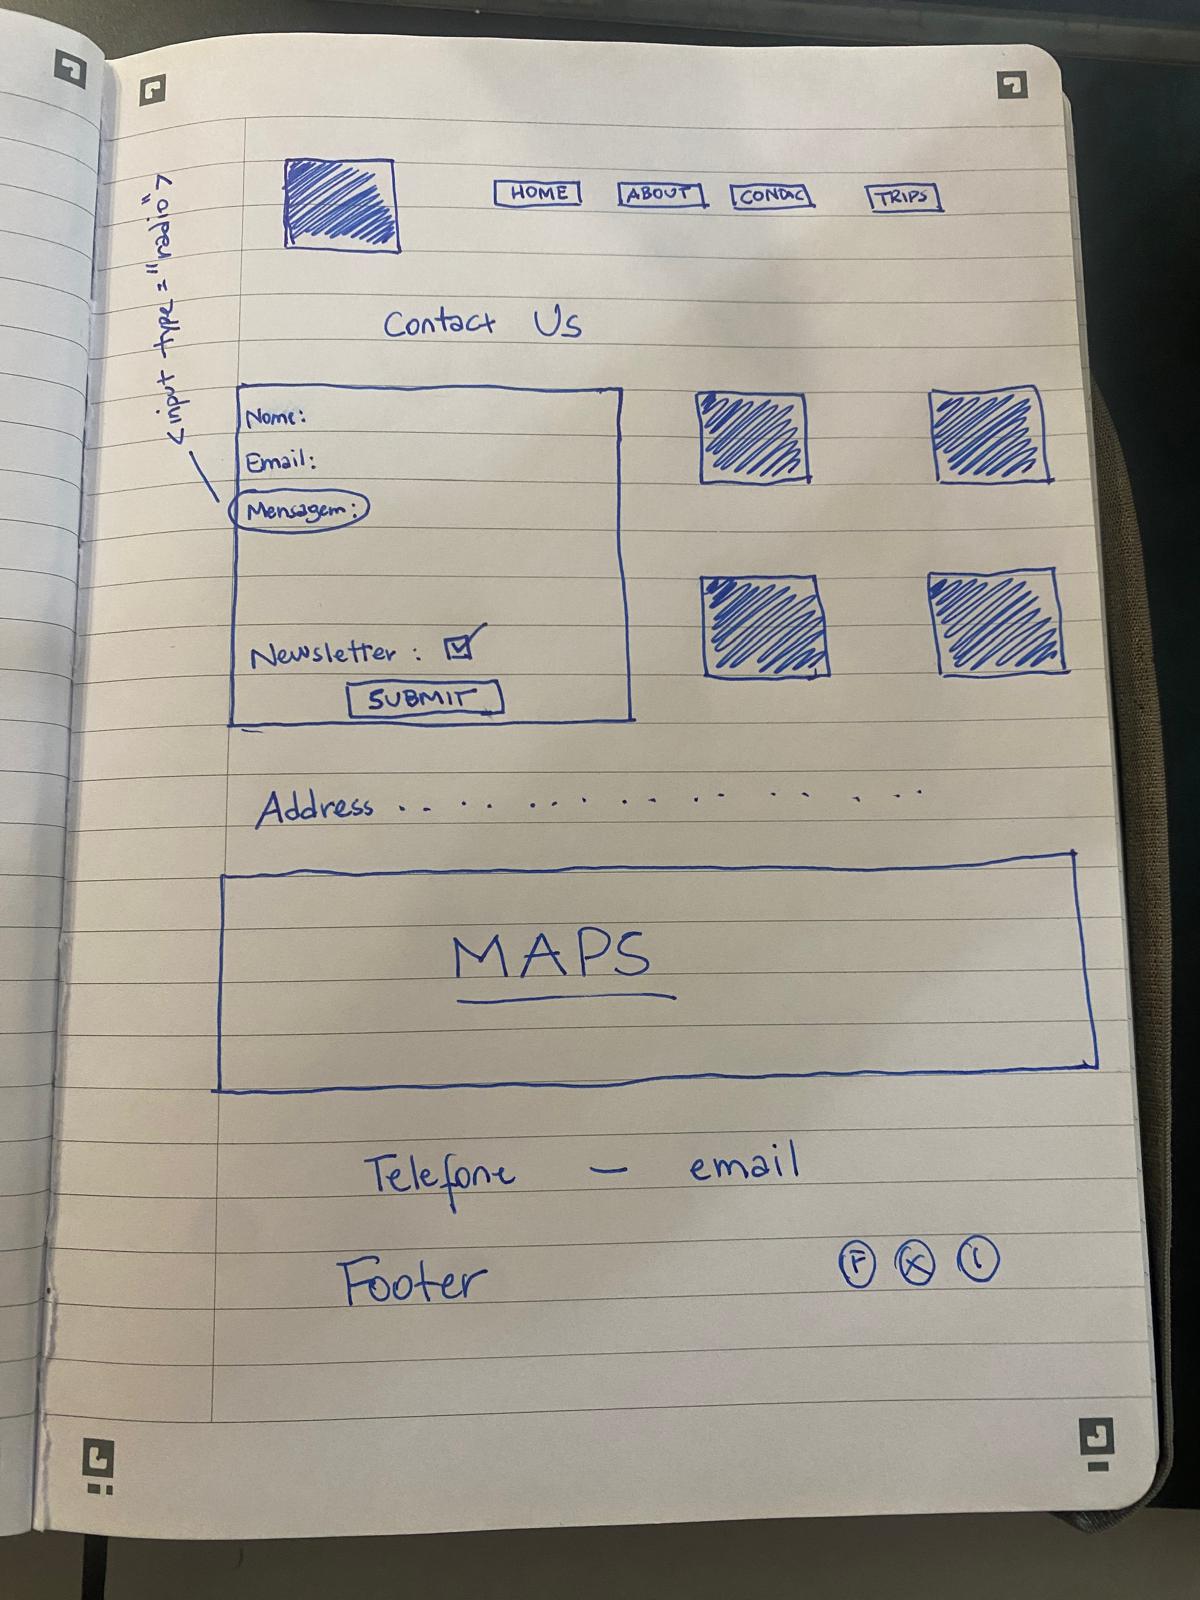 HOME ABOUT CONTAC TRIPS
<input type="radio">
Contact Us
Nome:
Email:
Mensagem:
Newsletter:
SUBMIT
Address . . . . . . . . . . . . . . . . .
MAPS
Telefone — email
Footer F X I